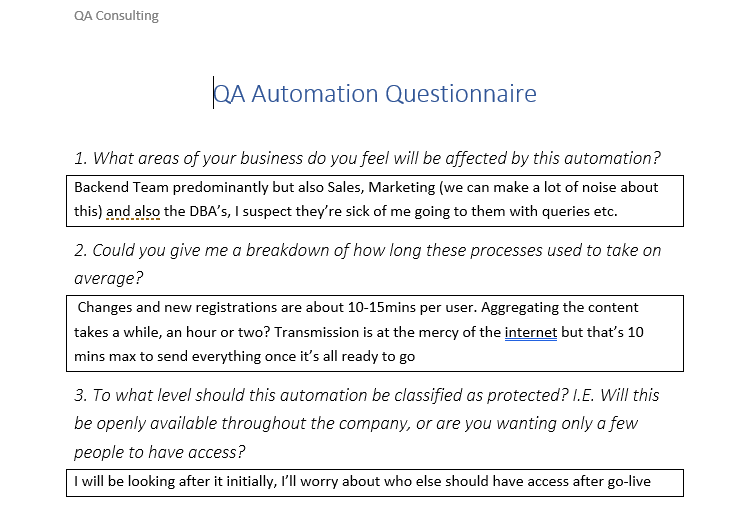 QA Consulting
QA Automation Questionnaire
1. What areas of your business do you feel will be affected by this automation?
Backend Team predominantly but also Sales, Marketing (we can make a lot of noise about
this) and also the DBA’s, I suspect they’re sick of me going to them with queries etc.
2. Could you give me a breakdown of how long these processes used to take on
average?
Changes and new registrations are about 10-15mins per user. Aggregating the content
takes a while, an hour or two? Transmission is at the mercy of the internet but that’s 10
mins max to send everything once it’s all ready to go
3. To what level should this automation be classified as protected? I.E. Will this
be openly available throughout the company, or are you wanting only a few
people to have access?
I will be looking after it initially, I’ll worry about who else should have access after go-live